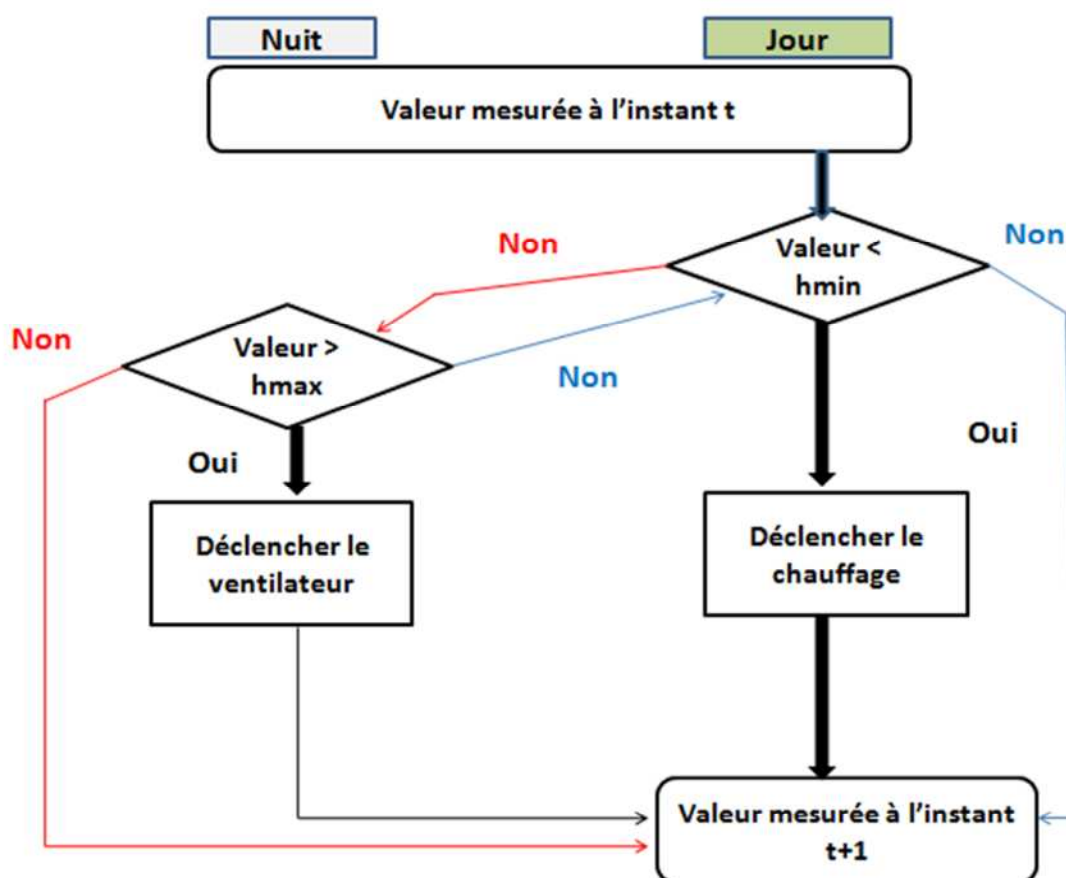 Nuit
Jour
Valeur mesurée à l'instant t
Non
Valeur <
hmin
Non
Non
Valeur >
hmax
Non
Oui
Oui
Déclencher le
ventilateur
Déclencher le
chauffage
Valeur mesurée à l'instant
t+1